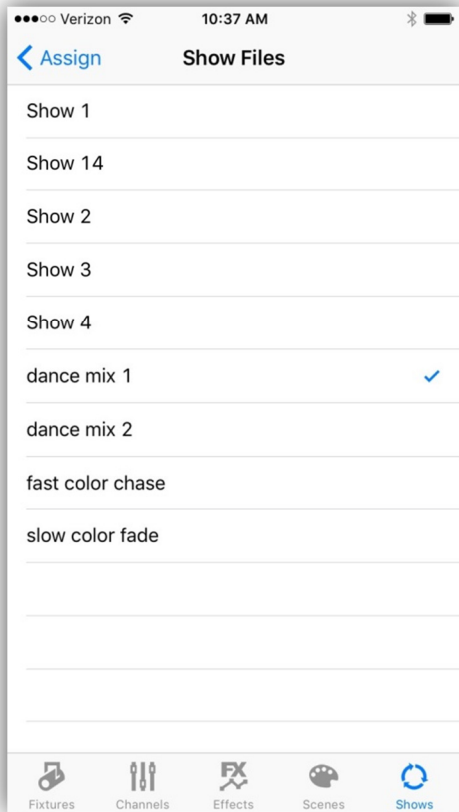 Verizon 10:37 AM
Assign Show Files
Show 1
Show 14
Show 2
Show 3
Show 4
dance mix 1
dance mix 2
fast color chase
slow color fade
FX
Fixtures Channels Effects Scenes Shows